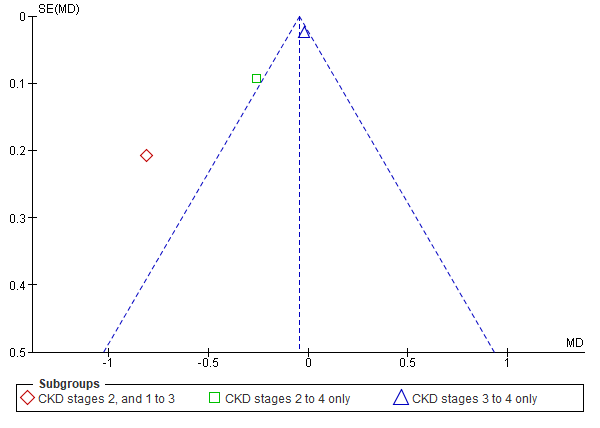 SE(MD)
0
0.1
0.2
0.3
0.4
0.5
-1
-0.5
0
0.5
1
MD
Subgroups
CKD stages 2, and 1 to 3
CKD stages 2 to 4 only
CKD stages 3 to 4 only